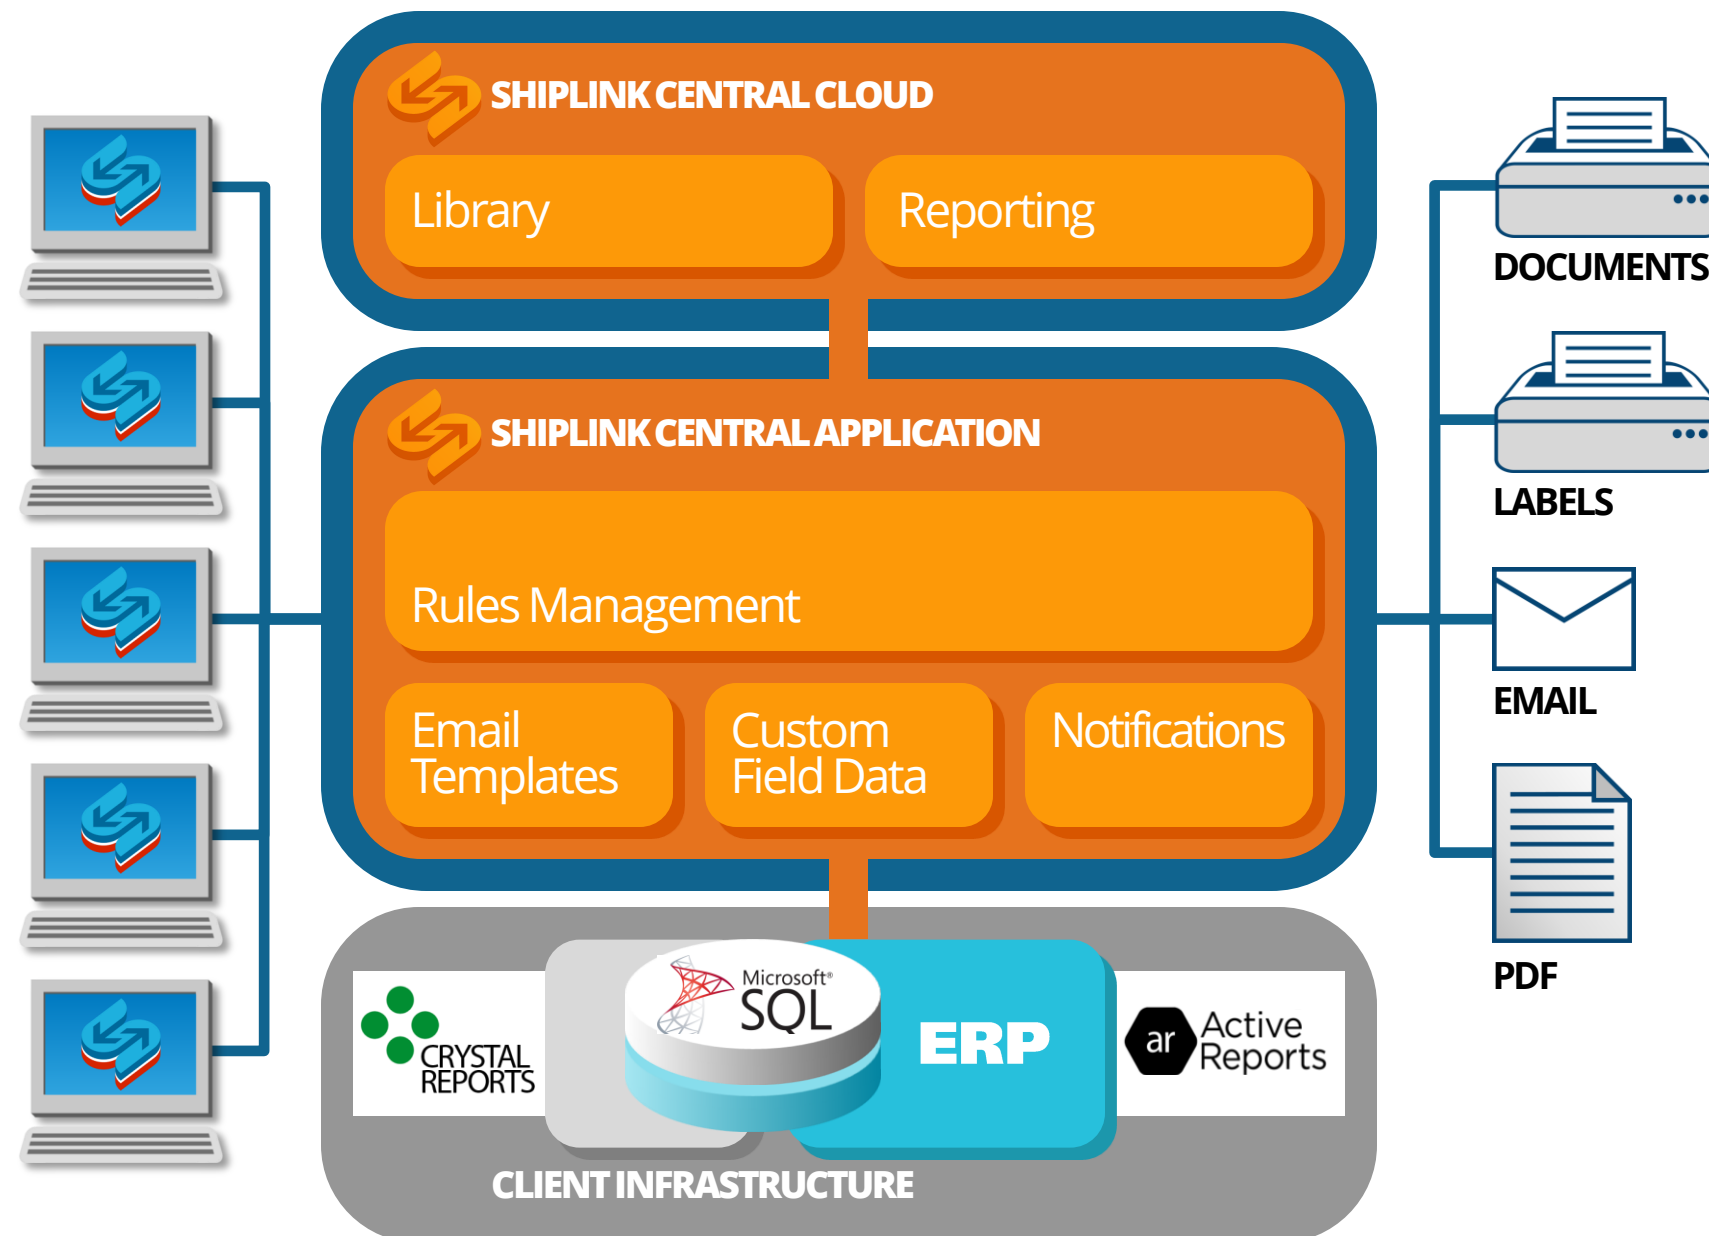 SHIPLINK CENTRAL CLOUD
Library
Reporting
SHIPLINK CENTRAL APPLICATION
Rules Management
Email
Templates
Custom
Field Data
Notifications
CRYSTAL
REPORTS
Microsoft®
SQL
ERP
ar
Active
Reports
CLIENT INFRASTRUCTURE
DOCUMENTS
LABELS
EMAIL
PDF